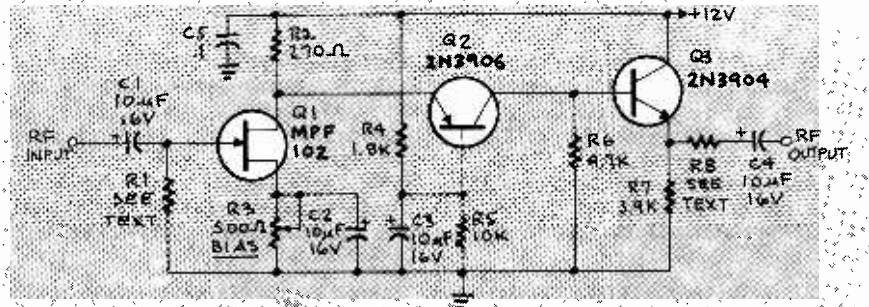 C5
.1
R2
270Ω
+12V
Q2
2N3906
Q3
2N3904
C1
10µF
16V
Q1
MPF
102
RF
INPUT
R4
1.8K
R6
4.7K
RF
OUTPUT
R8
SEE
TEXT
C4
10µF
16V
R1
SEE
TEXT
R3
500Ω
BIAS
C2
10µF
16V
C3
10µF
16V
R5
10K
R7
3.9K